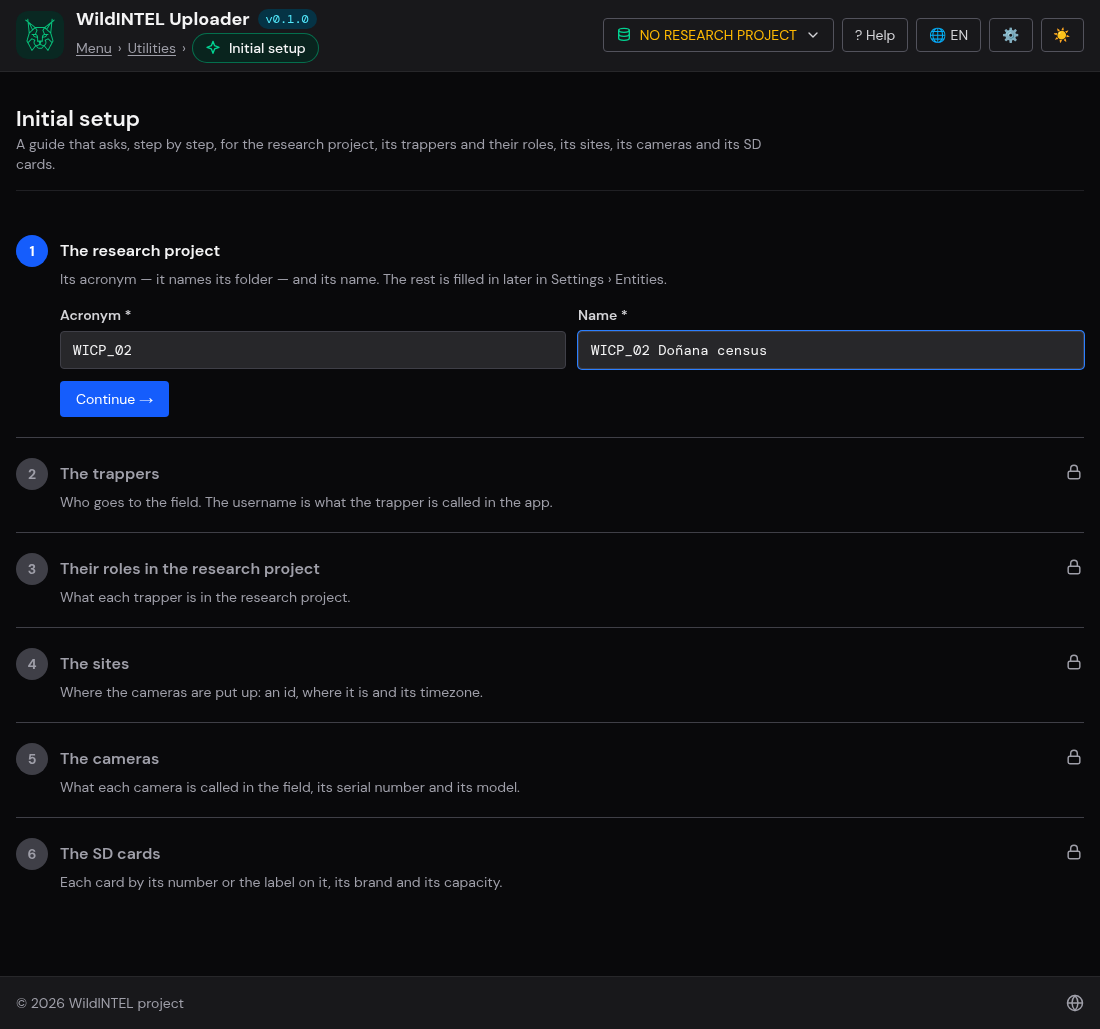 WildINTEL Uploader v0.1.0
Menu › Utilities › Initial setup
NO RESEARCH PROJECT
? Help
EN
Initial setup
A guide that asks, step by step, for the research project, its trappers and their roles, its sites, its cameras and its SD
cards.
1 The research project
Its acronym — it names its folder — and its name. The rest is filled in later in Settings › Entities.
Acronym * Name *
WICP_02 WICP_02 Doñana census
Continue →
2 The trappers
Who goes to the field. The username is what the trapper is called in the app.
3 Their roles in the research project
What each trapper is in the research project.
4 The sites
Where the cameras are put up: an id, where it is and its timezone.
5 The cameras
What each camera is called in the field, its serial number and its model.
6 The SD cards
Each card by its number or the label on it, its brand and its capacity.
© 2026 WildINTEL project